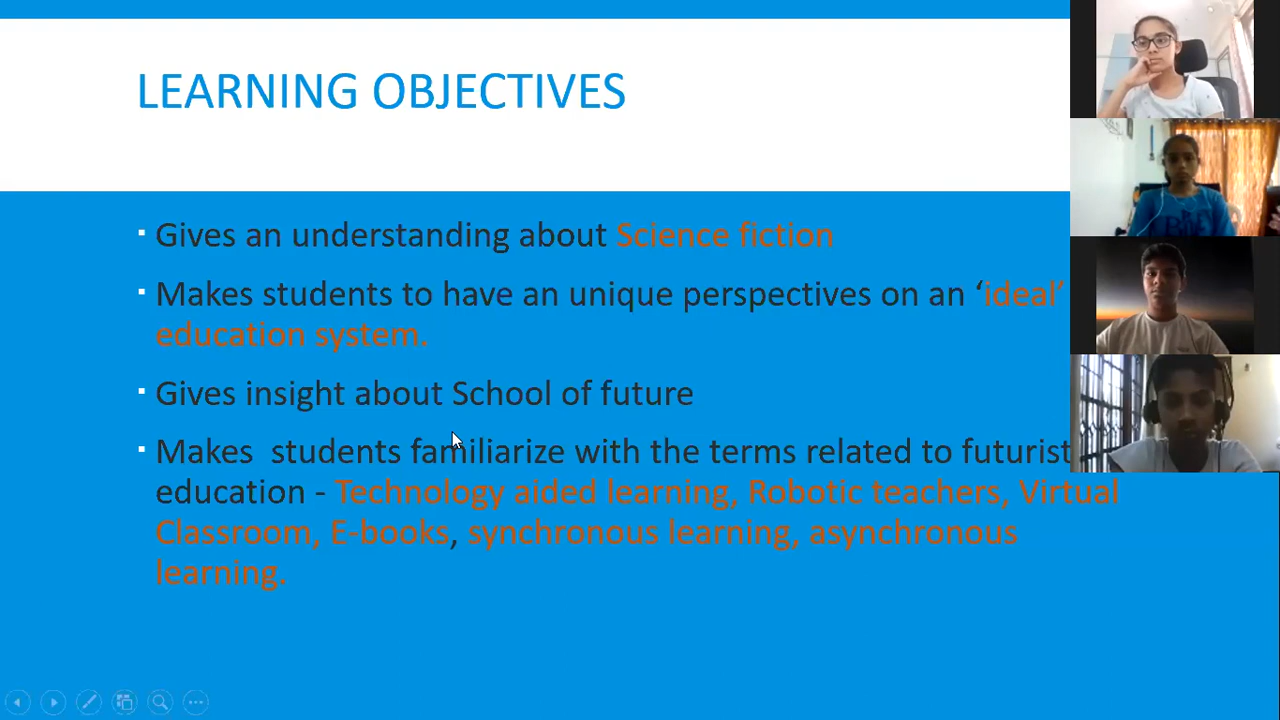 LEARNING OBJECTIVES
Gives an understanding about Science fiction
Makes students to have an unique perspectives on an ‘ideal’
education system.
Gives insight about School of future
Makes  students familiarize with the terms related to futurist
education - Technology aided learning, Robotic teachers, Virtual
Classroom, E-books, synchronous learning, asynchronous
learning.